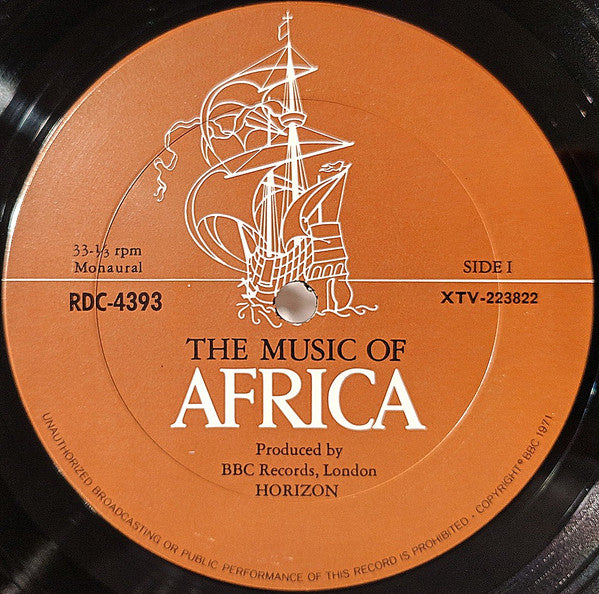 33-⅓ rpm
Monaural
SIDE I
RDC-4393
XTV-223822
THE MUSIC OF
AFRICA
Produced by
BBC Records, London
HORIZON
UNAUTHORIZED BROADCASTING OR PUBLIC PERFORMANCE OF THIS RECORD IS PROHIBITED · COPYRIGHT © BBC 1971